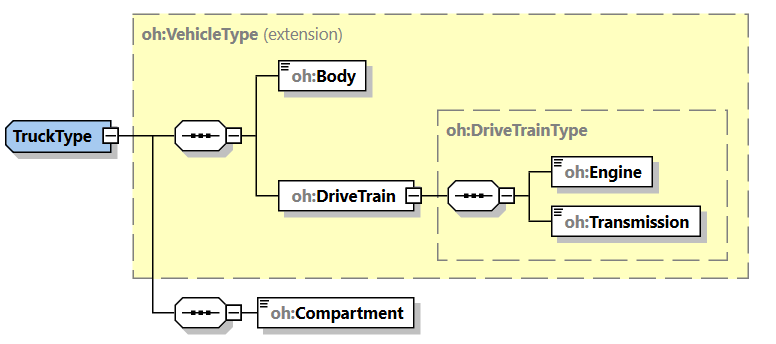 oh:VehicleType (extension)
oh:Body
TruckType
oh:DriveTrainType
oh:Engine
oh:DriveTrain
oh:Transmission
oh:Compartment